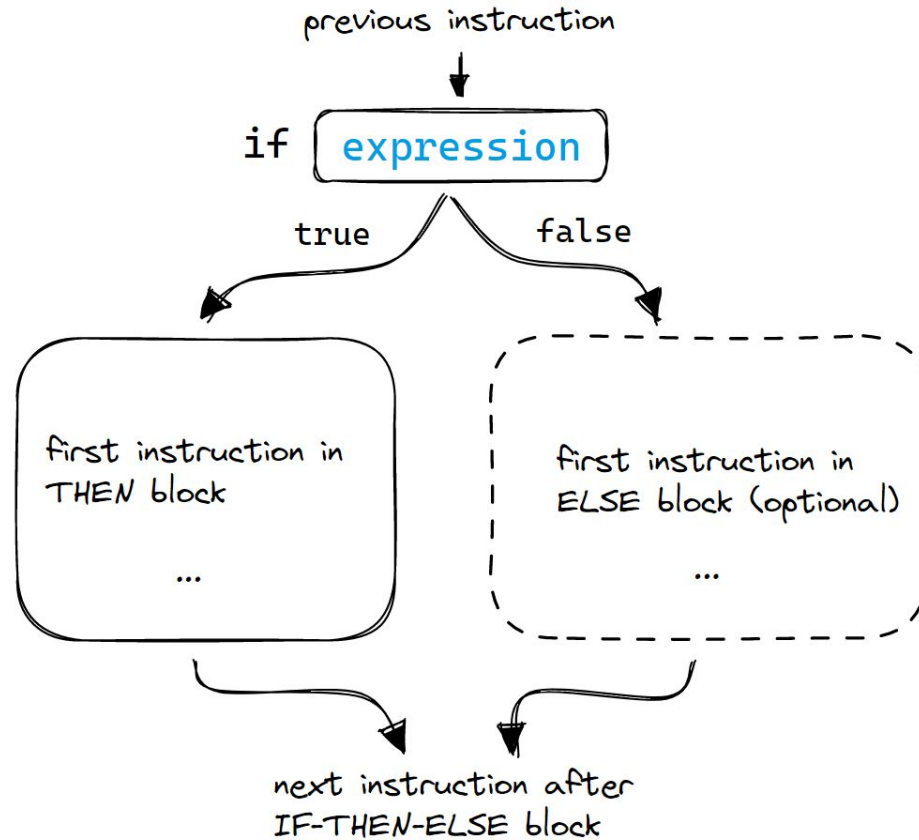 previous instruction
if expression
true
false
first instruction in
THEN block
...
first instruction in
ELSE block (optional)
...
next instruction after
IF-THEN-ELSE block